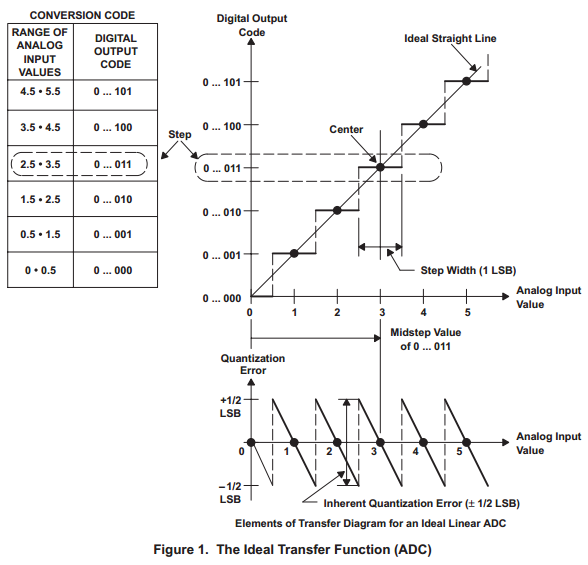 CONVERSION CODE
RANGE OF
ANALOG
INPUT
VALUES
DIGITAL
OUTPUT
CODE
4.5 • 5.5
0 ... 101
3.5 • 4.5
0 ... 100
2.5 • 3.5
0 ... 011
1.5 • 2.5
0 ... 010
0.5 • 1.5
0 ... 001
0 • 0.5
0 ... 000
Step
Digital Output
Code
Ideal Straight Line
0 ... 101
0 ... 100
Center
0 ... 011
0 ... 010
0 ... 001
Step Width (1 LSB)
0 ... 000
0
1
2
3
4
5
Analog Input
Value
Midstep Value
of 0 ... 011
Quantization
Error
+1/2
LSB
0
1
2
3
4
5
Analog Input
Value
–1/2
LSB
Inherent Quantization Error (± 1/2 LSB)
Elements of Transfer Diagram for an Ideal Linear ADC
Figure 1. The Ideal Transfer Function (ADC)